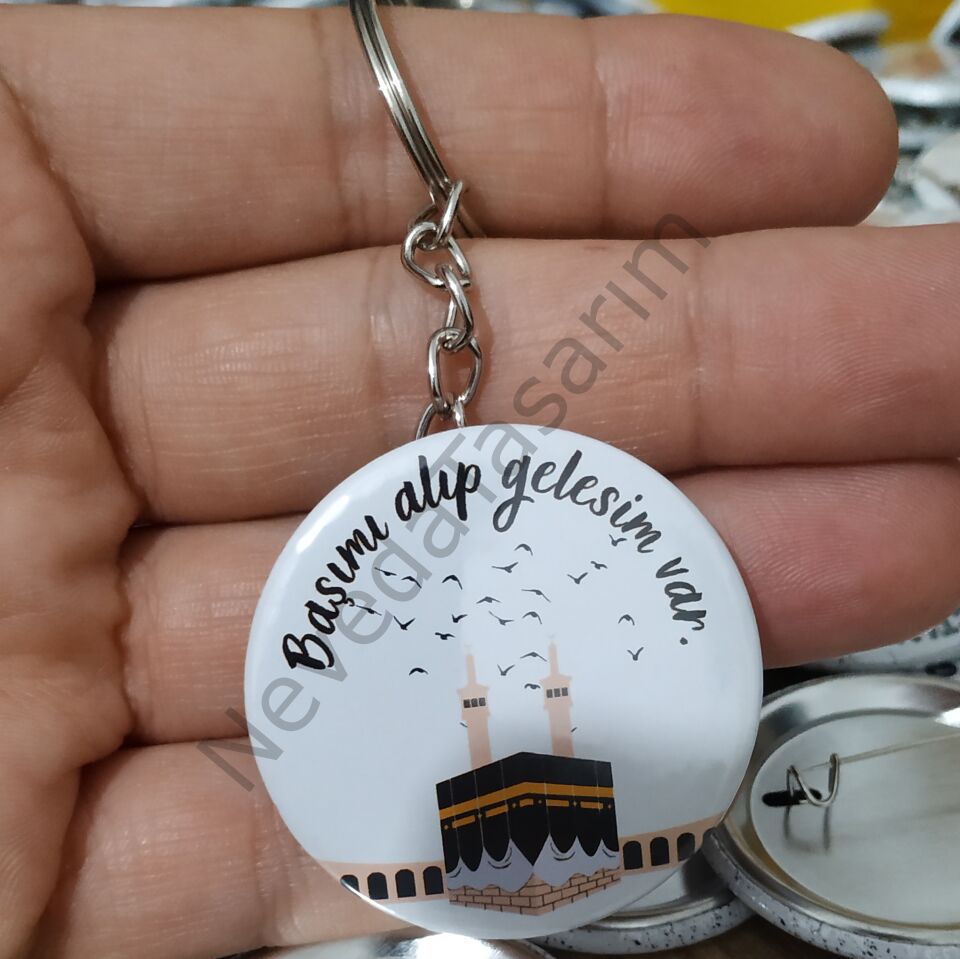 Başımı alıp gelesim var.
Neveda Tasarım